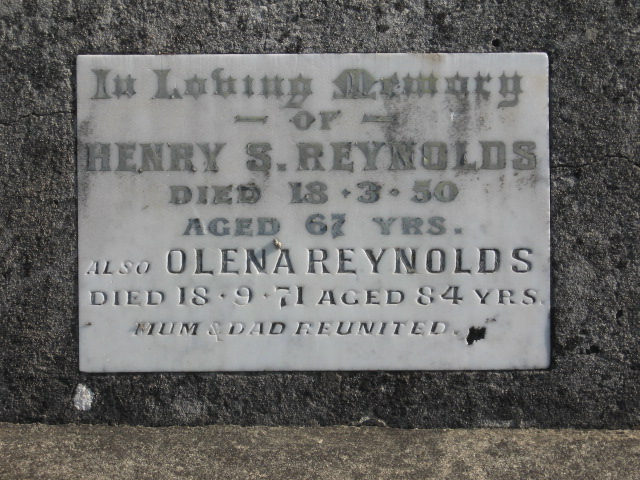 In Loving Memory
— OF —
HENRY S. REYNOLDS
DIED 18·3·50
AGED 67 YRS.
ALSO OLENA REYNOLDS
DIED 18·9·71 AGED 84 YRS.
MUM & DAD REUNITED.